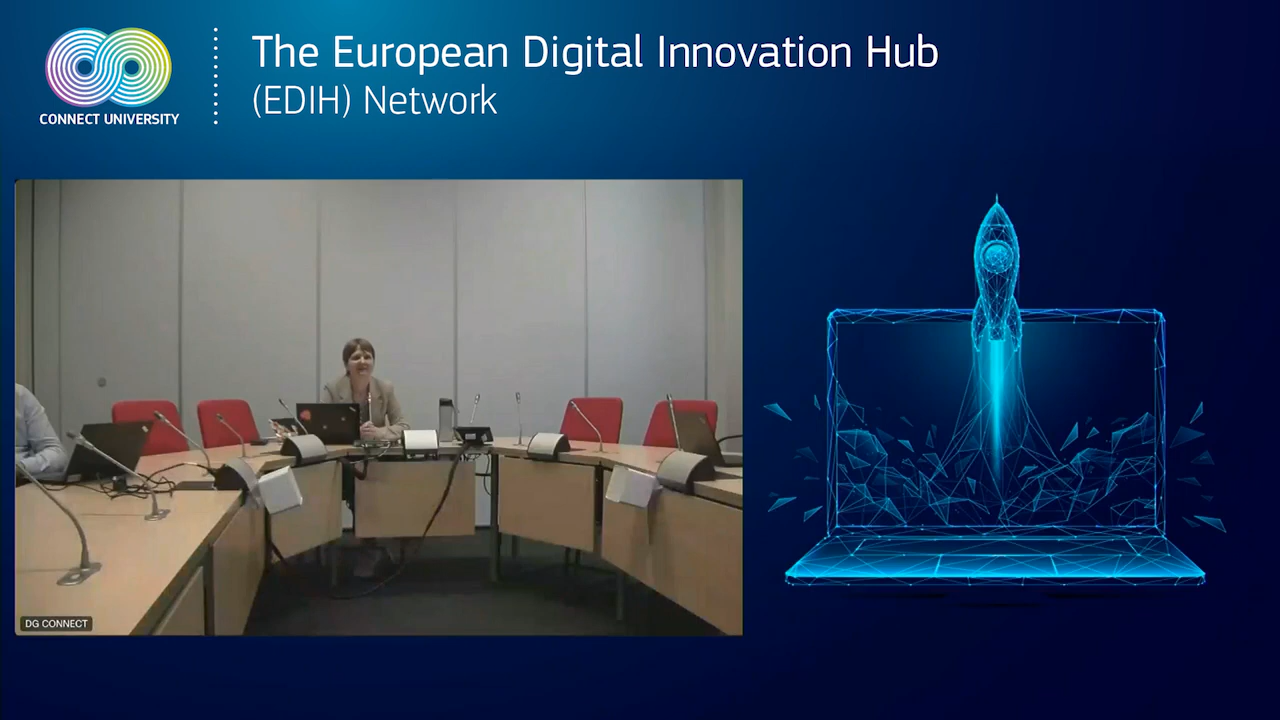 The European Digital Innovation Hub
(EDIH) Network
CONNECT UNIVERSITY
DG CONNECT